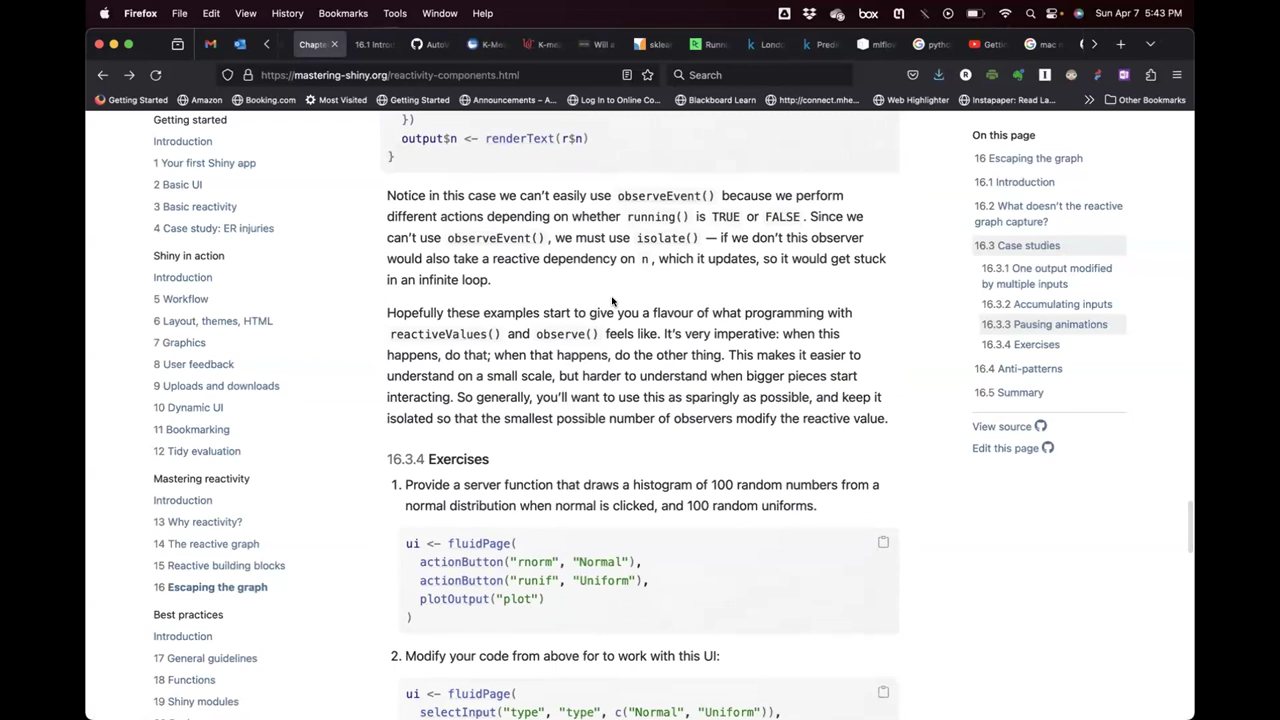 Firefox File Edit View History Bookmarks Tools Window Help box Sun Apr 7 5:43 PM
Chapte 16.1 Introd AutoV K-Me K-mea Will a sklear Runni Lond Predi mlflov pytho Getti mac e
https://mastering-shiny.org/reactivity-components.html Search
Getting Started Amazon Booking.com Most Visited Getting Started Announcements – A... Log In to Online Co... Blackboard Learn http://connect.mhe... Web Highlighter Instapaper: Read La... Other Bookmarks
Getting started
Introduction
1 Your first Shiny app
2 Basic UI
3 Basic reactivity
4 Case study: ER injuries
Shiny in action
Introduction
5 Workflow
6 Layout, themes, HTML
7 Graphics
8 User feedback
9 Uploads and downloads
10 Dynamic UI
11 Bookmarking
12 Tidy evaluation
Mastering reactivity
Introduction
13 Why reactivity?
14 The reactive graph
15 Reactive building blocks
16 Escaping the graph
Best practices
Introduction
17 General guidelines
18 Functions
19 Shiny modules
})
output$n <- renderText(r$n)
}
Notice in this case we can't easily use observeEvent() because we perform
different actions depending on whether running() is TRUE or FALSE. Since we
can't use observeEvent(), we must use isolate() — if we don't this observer
would also take a reactive dependency on n, which it updates, so it would get stuck
in an infinite loop.
Hopefully these examples start to give you a flavour of what programming with
reactiveValues() and observe() feels like. It's very imperative: when this
happens, do that; when that happens, do the other thing. This makes it easier to
understand on a small scale, but harder to understand when bigger pieces start
interacting. So generally, you'll want to use this as sparingly as possible, and keep it
isolated so that the smallest possible number of observers modify the reactive value.
16.3.4 Exercises
1. Provide a server function that draws a histogram of 100 random numbers from a
normal distribution when normal is clicked, and 100 random uniforms.
ui <- fluidPage(
actionButton("rnorm", "Normal"),
actionButton("runif", "Uniform"),
plotOutput("plot")
)
2. Modify your code from above for to work with this UI:
ui <- fluidPage(
selectInput("type", "type", c("Normal", "Uniform")),
On this page
16 Escaping the graph
16.1 Introduction
16.2 What doesn't the reactive
graph capture?
16.3 Case studies
16.3.1 One output modified
by multiple inputs
16.3.2 Accumulating inputs
16.3.3 Pausing animations
16.3.4 Exercises
16.4 Anti-patterns
16.5 Summary
View source
Edit this page